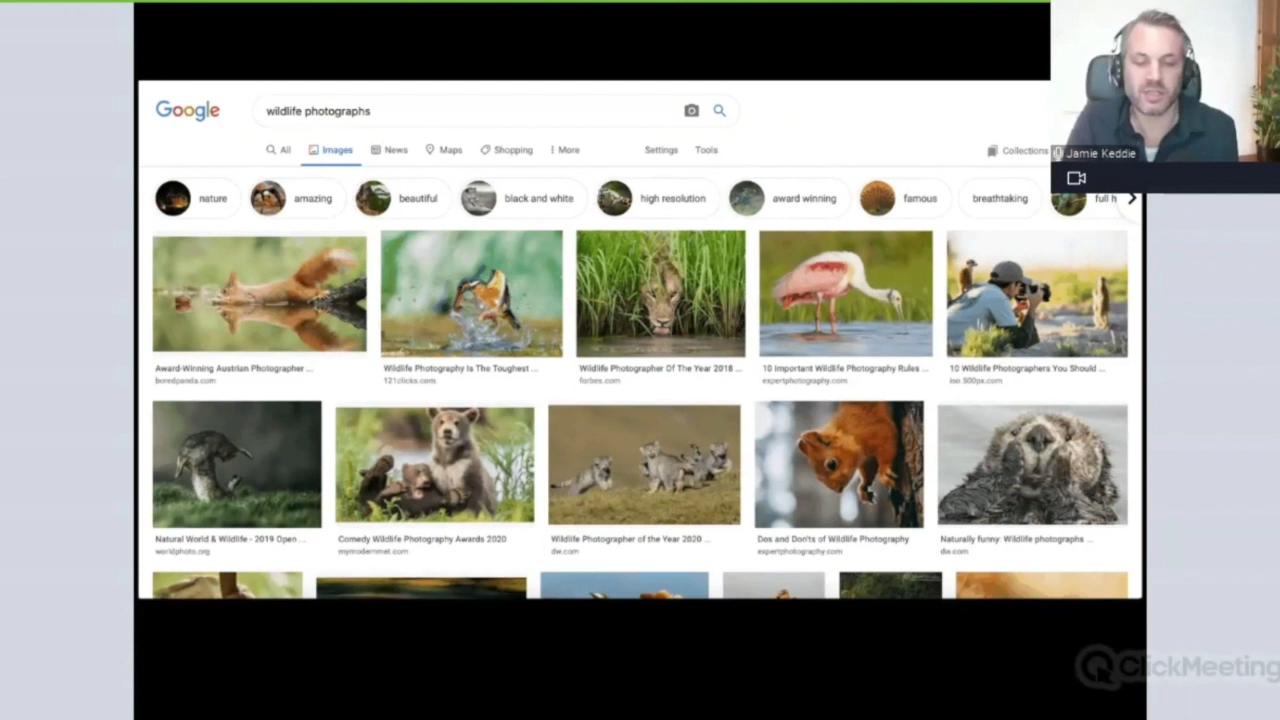 Google
wildlife photographs
Jamie Keddie
All
Images
News
Maps
Shopping
More
Settings
Tools
Collections
nature
amazing
beautiful
black and white
high resolution
award winning
famous
breathtaking
full h
Award-Winning Austrian Photographer ...
boredpanda.com
Wildlife Photography Is The Toughest ...
121clicks.com
Wildlife Photographer Of The Year 2018 ...
forbes.com
10 Important Wildlife Photography Rules ...
expertphotography.com
10 Wildlife Photographers You Should ...
iso.500px.com
Natural World & Wildlife - 2019 Open ...
worldphoto.org
Comedy Wildlife Photography Awards 2020
mymodernmet.com
Wildlife Photographer of the Year 2020 ...
dw.com
Dos and Don'ts of Wildlife Photography
expertphotography.com
Naturally funny: Wildlife photographs ...
dw.com
ClickMeeting